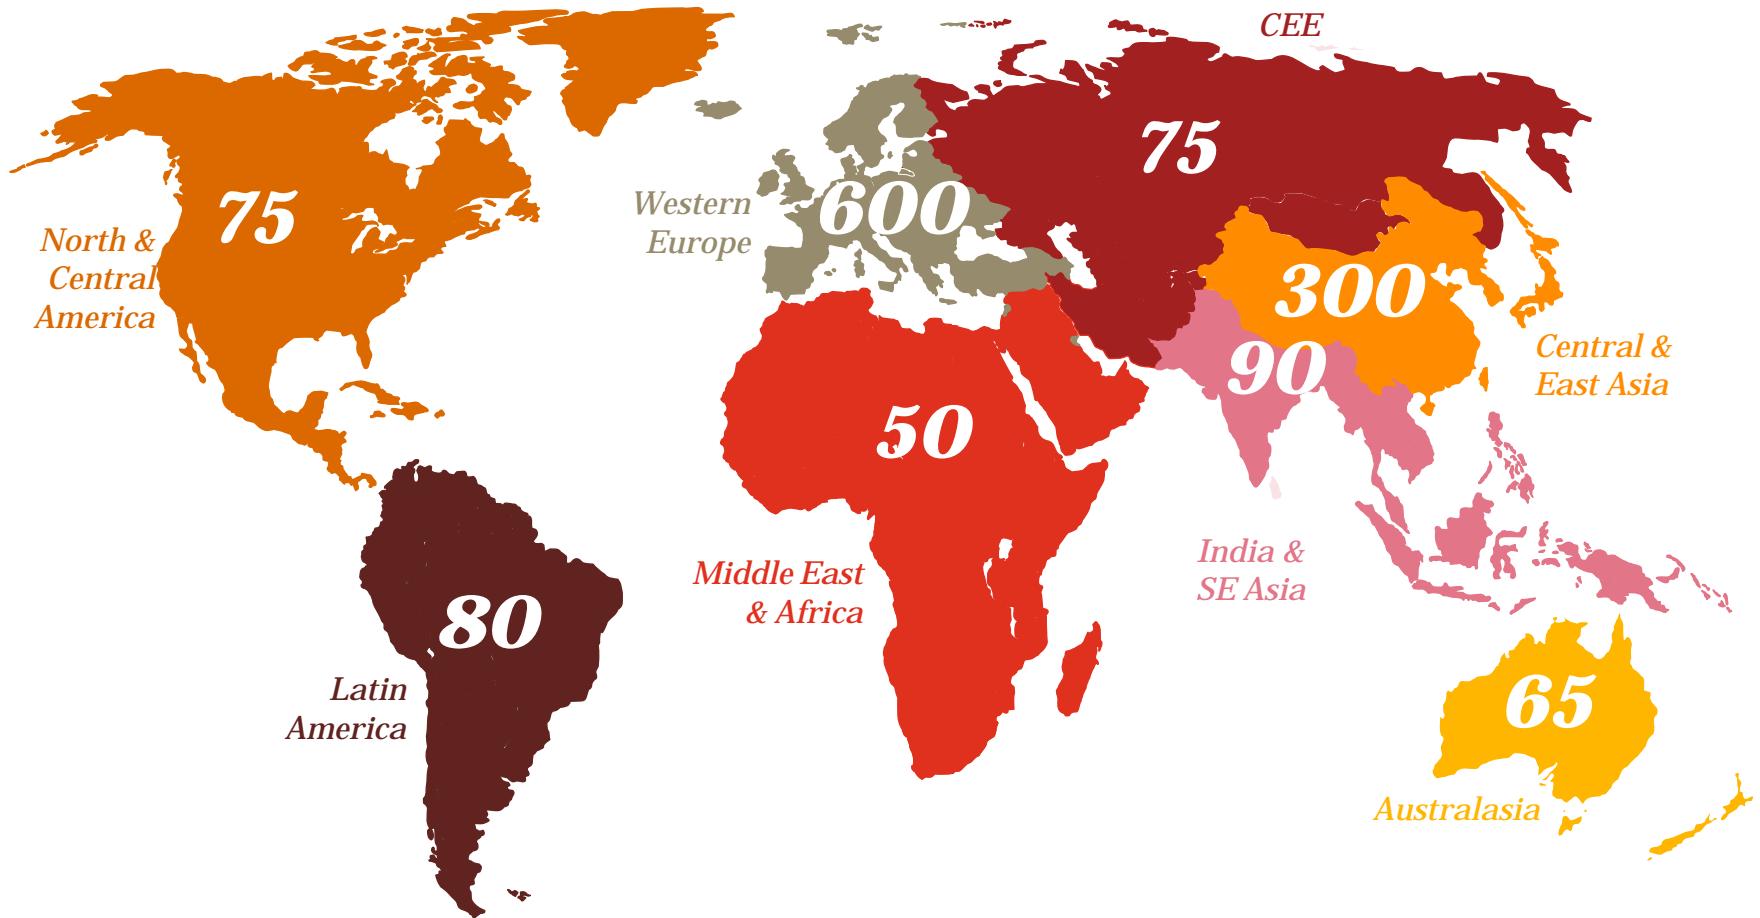 CEE
75
North &
Central
America
75
Western
Europe
600
300
Central &
East Asia
90
50
India &
SE Asia
Middle East
& Africa
80
Latin
America
65
Australasia